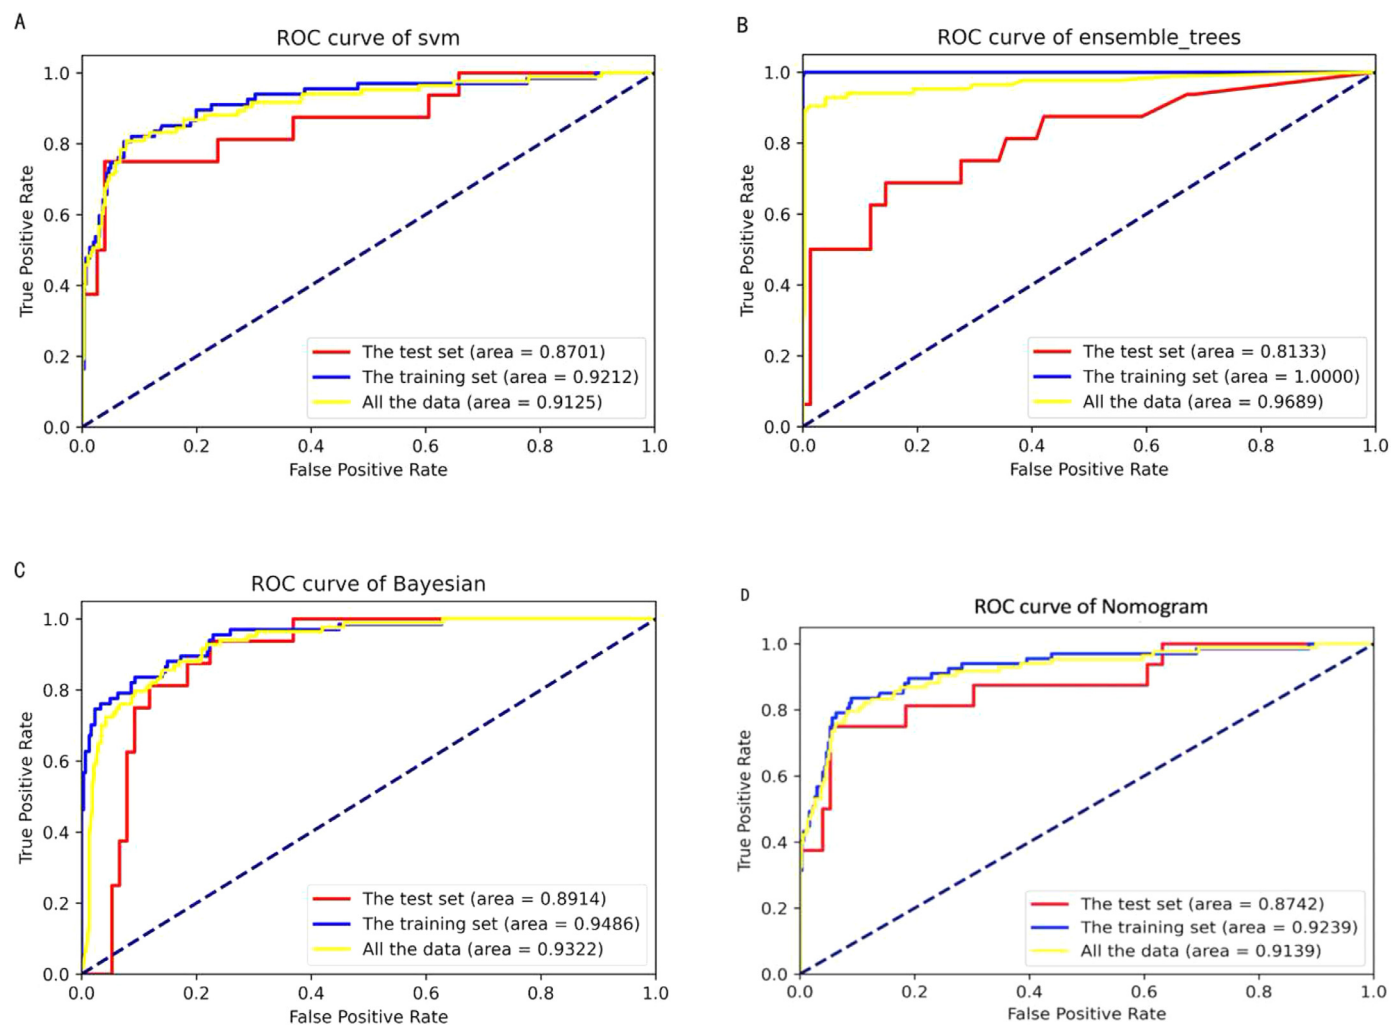 A
ROC curve of svm
1.0
0.8
0.6
0.4
0.2
0.0
True Positive Rate
The test set (area = 0.8701)
The training set (area = 0.9212)
All the data (area = 0.9125)
0.0 0.2 0.4 0.6 0.8 1.0
False Positive Rate
B
ROC curve of ensemble_trees
1.0
0.8
0.6
0.4
0.2
0.0
True Positive Rate
The test set (area = 0.8133)
The training set (area = 1.0000)
All the data (area = 0.9689)
0.0 0.2 0.4 0.6 0.8 1.0
False Positive Rate
C
ROC curve of Bayesian
1.0
0.8
0.6
0.4
0.2
0.0
True Positive Rate
The test set (area = 0.8914)
The training set (area = 0.9486)
All the data (area = 0.9322)
0.0 0.2 0.4 0.6 0.8 1.0
False Positive Rate
D
ROC curve of Nomogram
1.0
0.8
0.6
0.4
0.2
0.0
True Positive Rate
The test set (area = 0.8742)
The training set (area = 0.9239)
All the data (area = 0.9139)
0.0 0.2 0.4 0.6 0.8 1.0
False Positive Rate